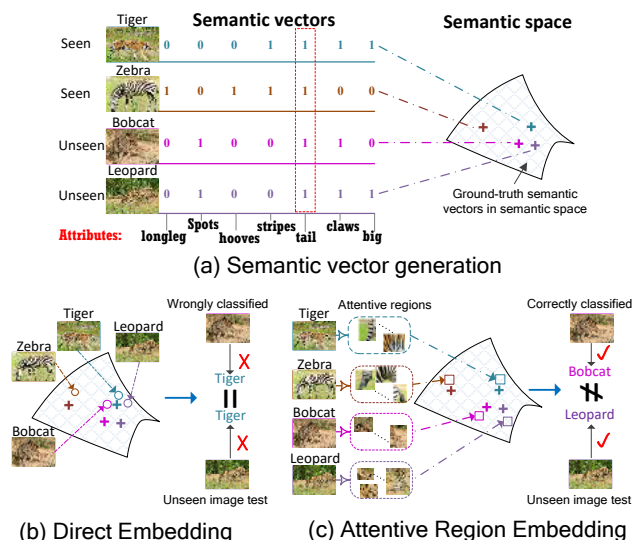 Semantic vectors
Semantic space
Tiger
Seen 0 0 0 1 1 1 1
Zebra
Seen 1 0 1 1 1 0 0
Bobcat
Unseen 0 1 0 0 1 1 0
Leopard
Unseen 0 1 0 0 1 1 1
Ground-truth semantic
vectors in semantic space
Attributes: longleg Spots hooves stripes tail claws big
(a) Semantic vector generation
Tiger
Zebra
Leopard
Bobcat
Wrongly classified
X
Tiger
=
Tiger
X
Unseen image test
(b) Direct Embedding
Tiger
Attentive regions
Zebra
Bobcat
Leopard
Correctly classified
✓
Bobcat
≠
Leopard
✓
Unseen image test
(c) Attentive Region Embedding